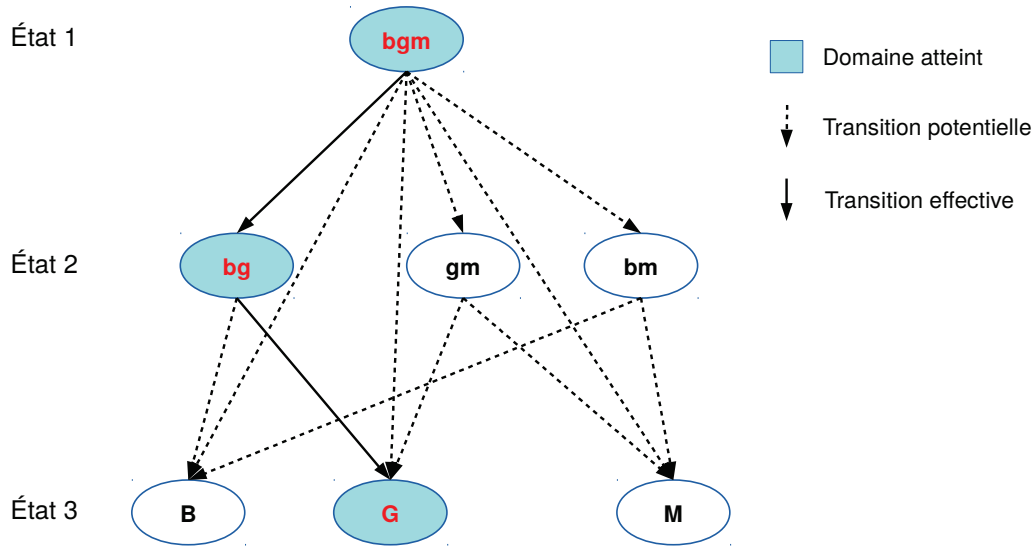 État 1
bgm
Domaine atteint
Transition potentielle
Transition effective
État 2
bg
gm
bm
État 3
B
G
M